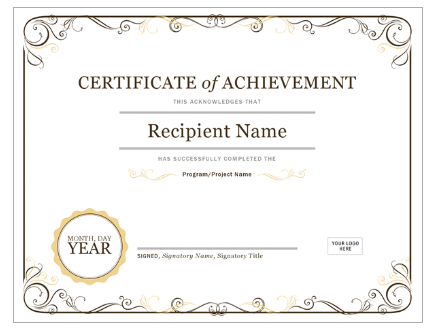 CERTIFICATE of ACHIEVEMENT
THIS ACKNOWLEDGES THAT
Recipient Name
HAS SUCCESSFULLY COMPLETED THE
Program/Project Name
MONTH, DAY
YEAR
SIGNED, Signatory Name, Signatory Title
YOUR LOGO
HERE